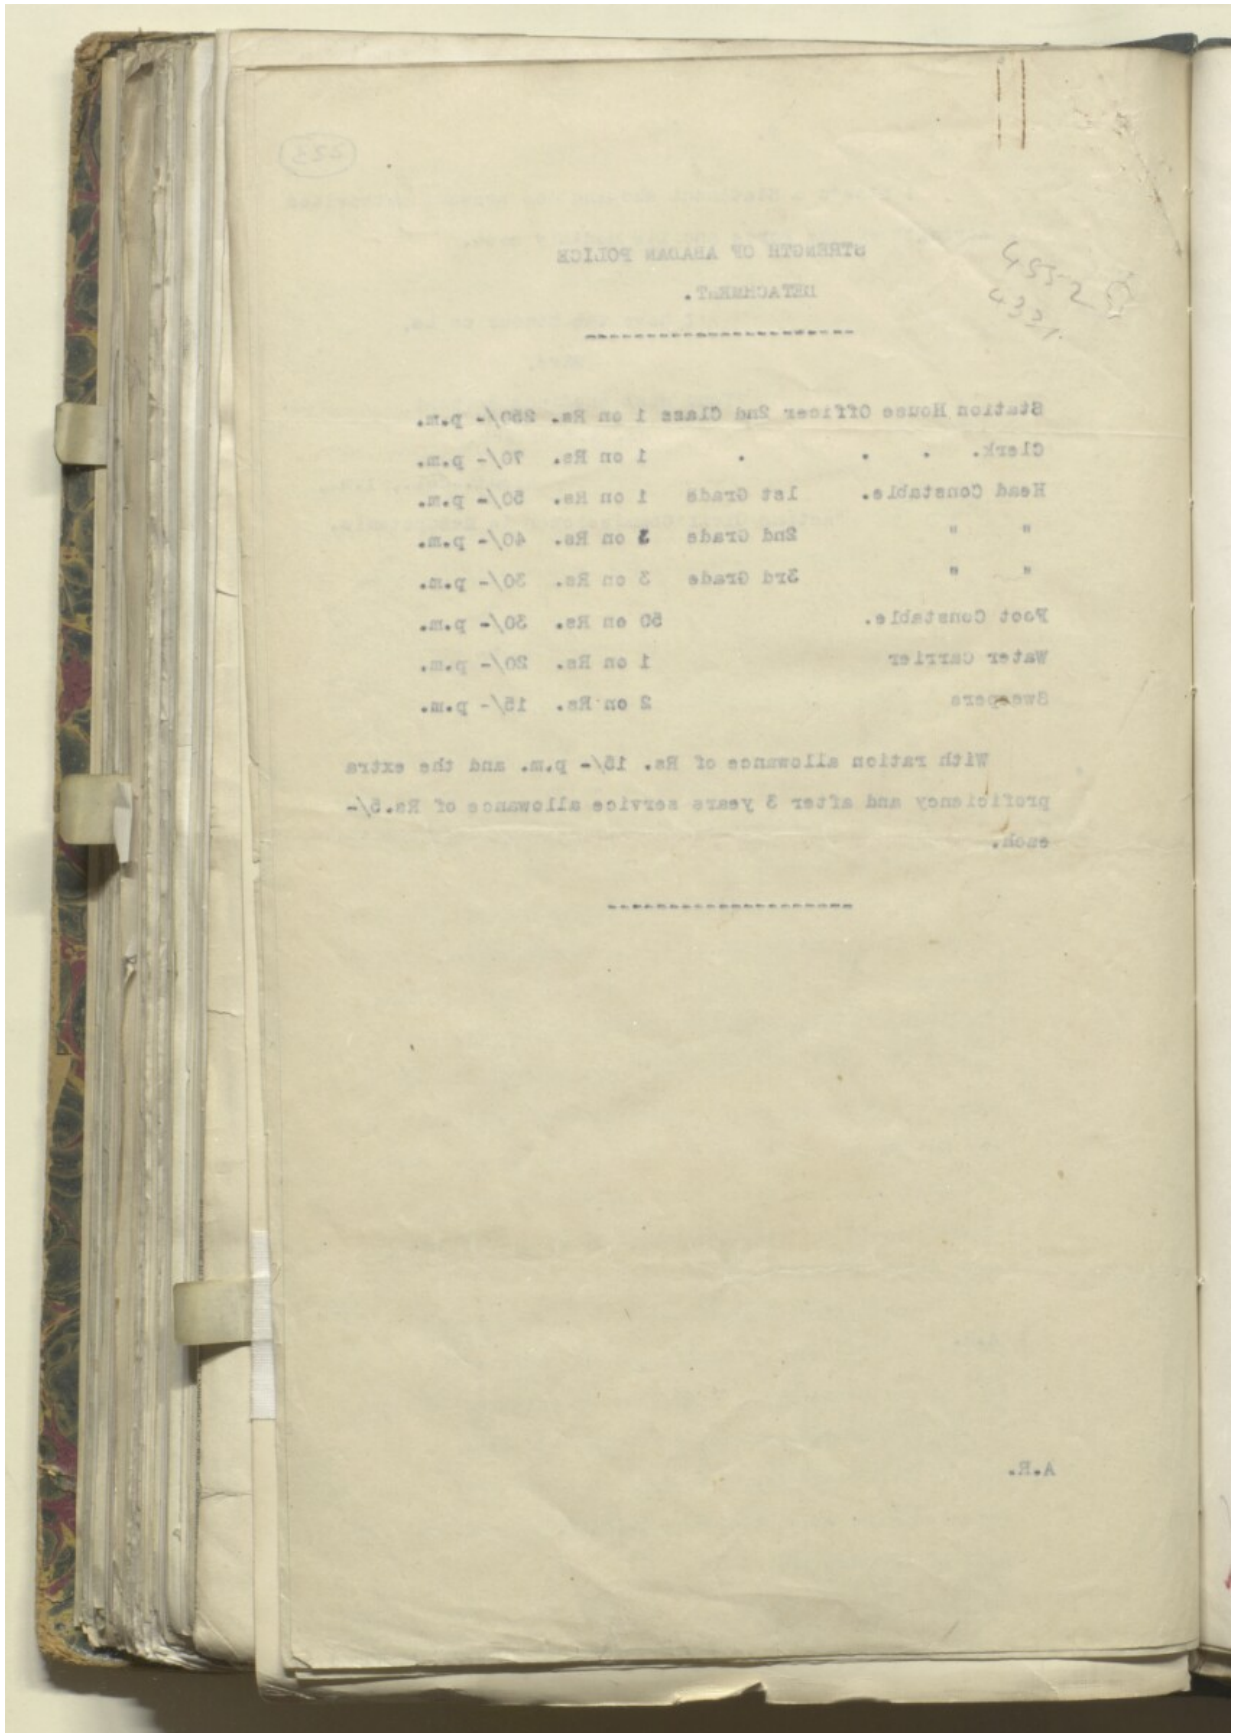 STRENGTH OF ABADAN POLICE
DETACHMENT.
Station House Officer 2nd Class 1 on Rs. 250/- p.m.
Clerk. . . . 1 on Rs. 70/- p.m.
Head Constable. 1st Grade 1 on Rs. 50/- p.m.
" " 2nd Grade 3 on Rs. 40/- p.m.
" " 3rd Grade 3 on Rs. 30/- p.m.
Foot Constable. 50 on Rs. 30/- p.m.
Water Carrier 1 on Rs. 20/- p.m.
Sweepers 2 on Rs. 15/- p.m.
With ration allowance of Rs. 15/- p.m. and the extra
proficiency and after 3 years service allowance of Rs.5/-
each.
A.R.